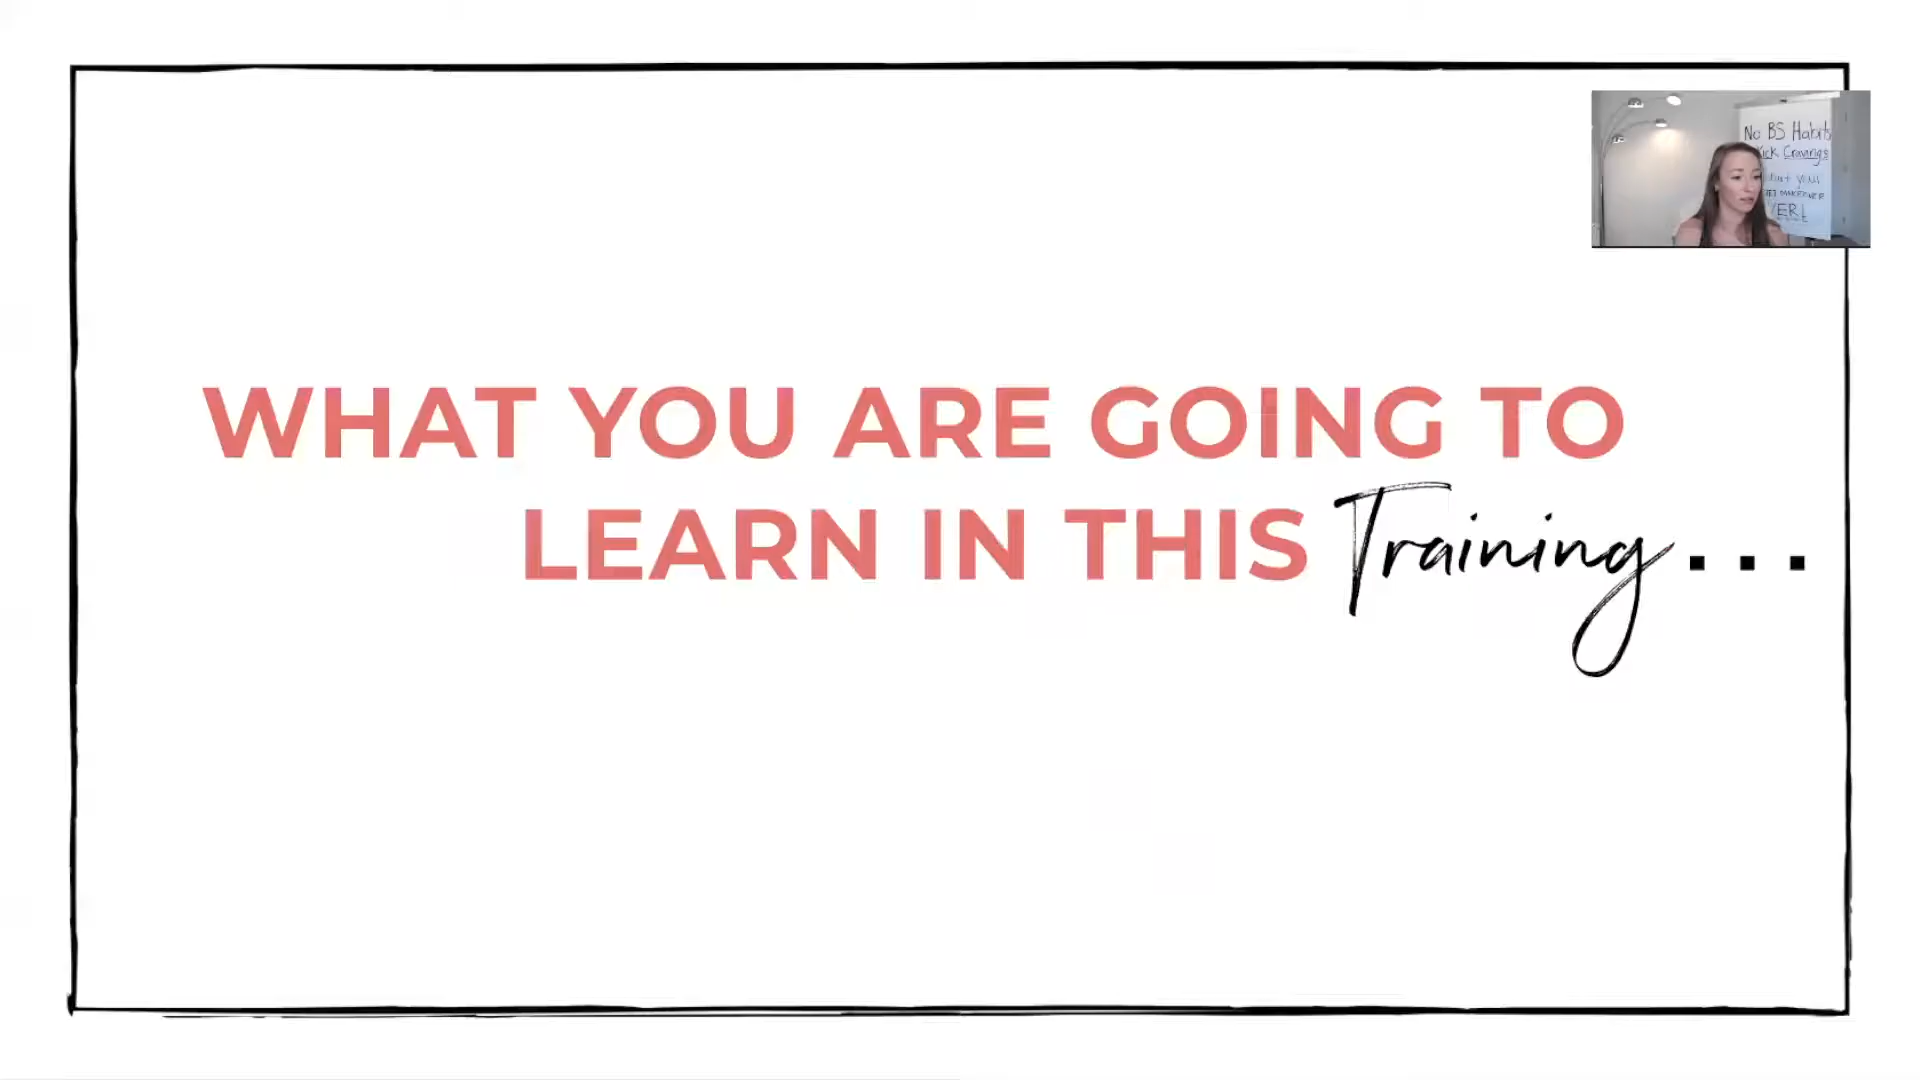 WHAT YOU ARE GOING TO
LEARN IN THIS Training...
No BS Habits
Kick Cravings